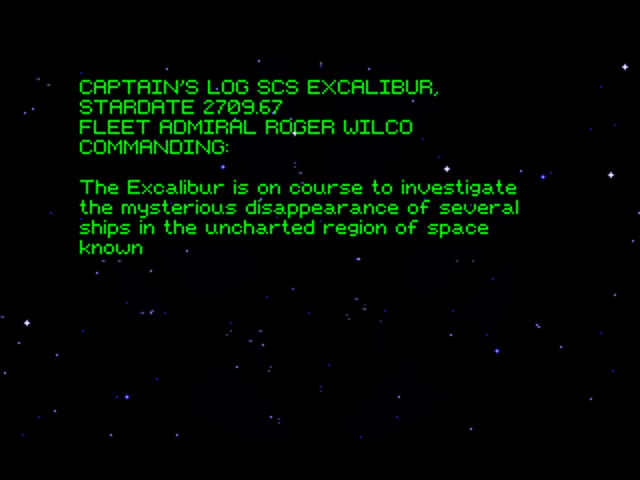 CAPTAIN'S LOG SCS EXCALIBUR,
STARDATE 2709.67
FLEET ADMIRAL ROGER WILCO
COMMANDING:
The Excalibur is on course to investigate
the mysterious disappearance of several
ships in the uncharted region of space
known